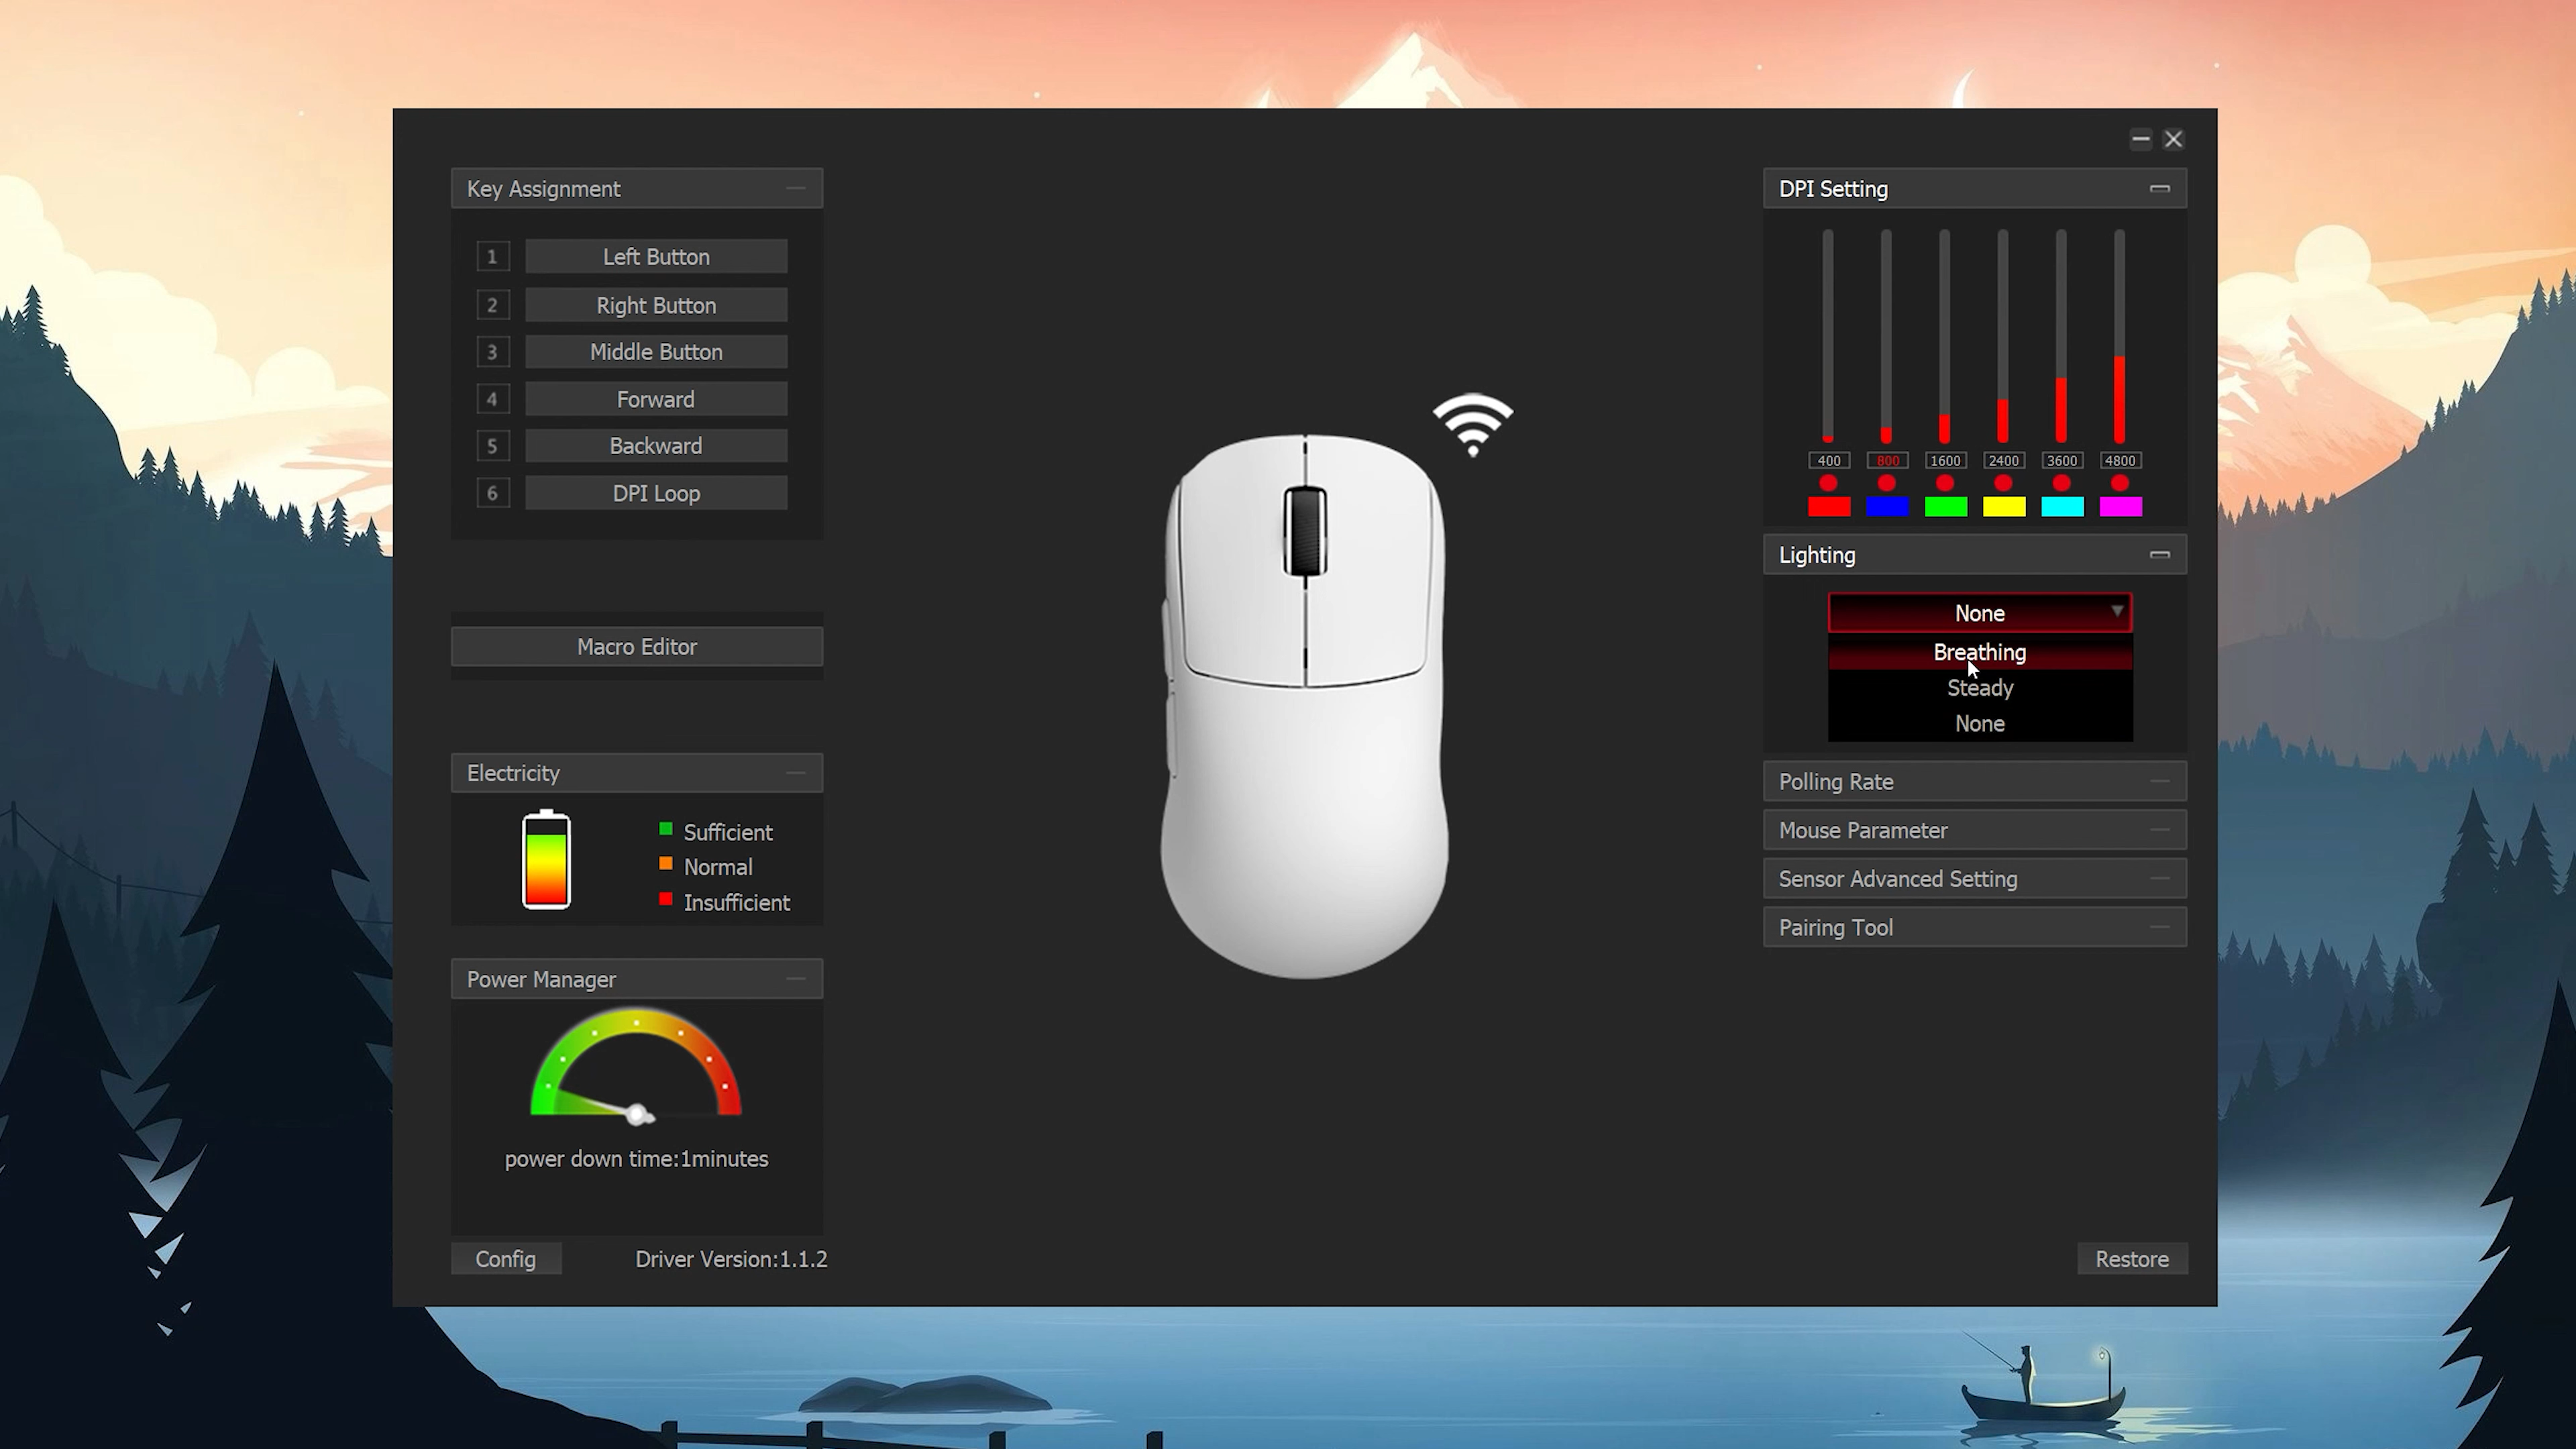 Key Assignment
1 Left Button
2 Right Button
3 Middle Button
4 Forward
5 Backward
6 DPI Loop
Macro Editor
Electricity
Sufficient
Normal
Insufficient
Power Manager
power down time:1minutes
Config
Driver Version:1.1.2
DPI Setting
400 800 1600 2400 3600 4800
Lighting
None
Breathing
Steady
None
Polling Rate
Mouse Parameter
Sensor Advanced Setting
Pairing Tool
Restore